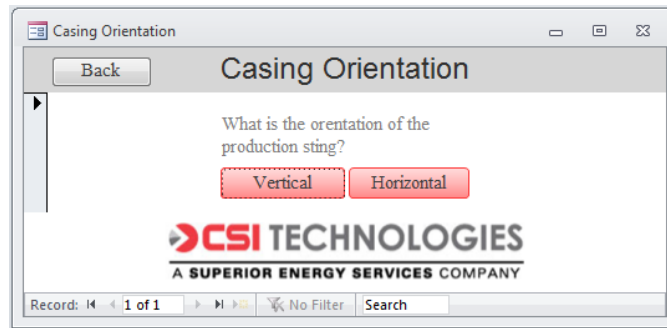 Casing Orientation
Back
Casing Orientation
What is the orentation of the
production sting?
Vertical Horizontal
CSI TECHNOLOGIES
A SUPERIOR ENERGY SERVICES COMPANY
Record: 1 of 1 No Filter Search